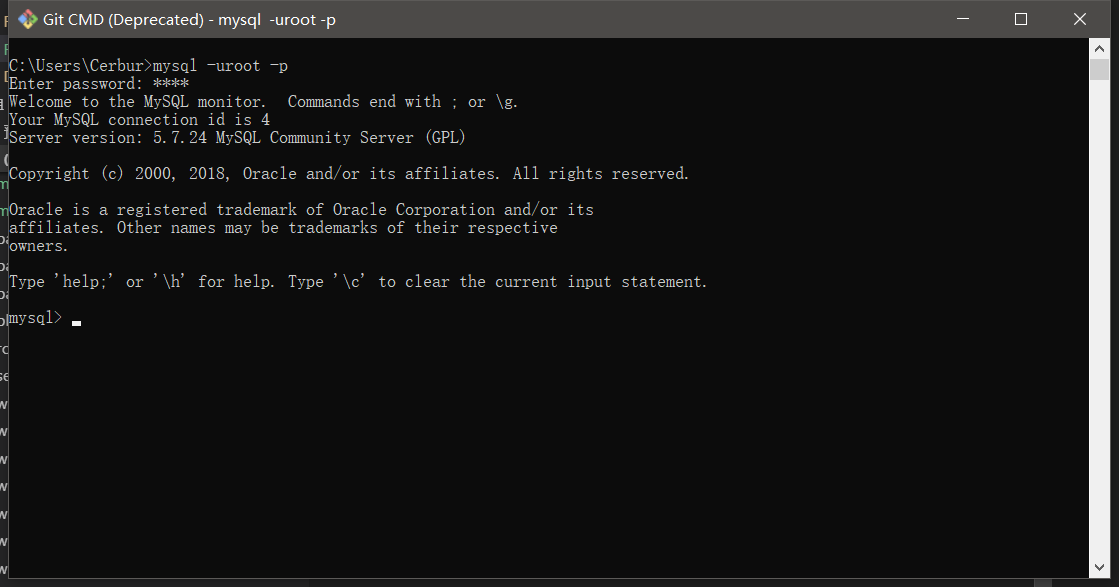 Git CMD (Deprecated) - mysql  -uroot -p
C:\Users\Cerbur>mysql -uroot -p
Enter password: ****
Welcome to the MySQL monitor.  Commands end with ; or \g.
Your MySQL connection id is 4
Server version: 5.7.24 MySQL Community Server (GPL)
Copyright (c) 2000, 2018, Oracle and/or its affiliates. All rights reserved.
Oracle is a registered trademark of Oracle Corporation and/or its
affiliates. Other names may be trademarks of their respective
owners.
Type 'help;' or '\h' for help. Type '\c' to clear the current input statement.
mysql>